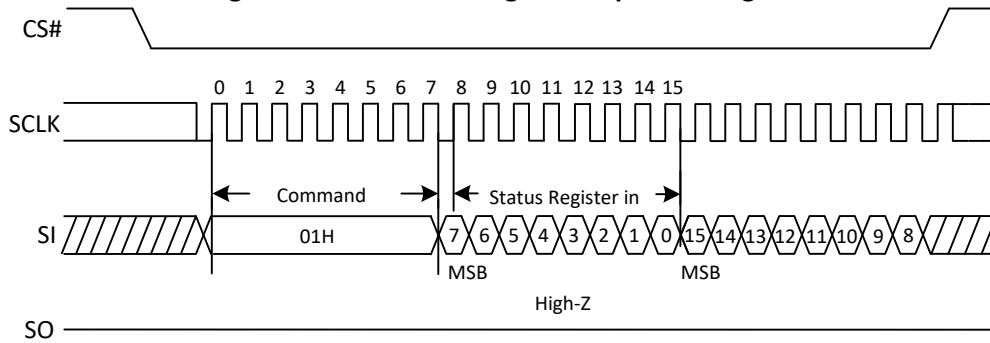 CS#
0 1 2 3 4 5 6 7 8 9 10 11 12 13 14 15
SCLK
Command Status Register in
SI 01H 7 6 5 4 3 2 1 0 15 14 13 12 11 10 9 8
MSB MSB
High-Z
SO